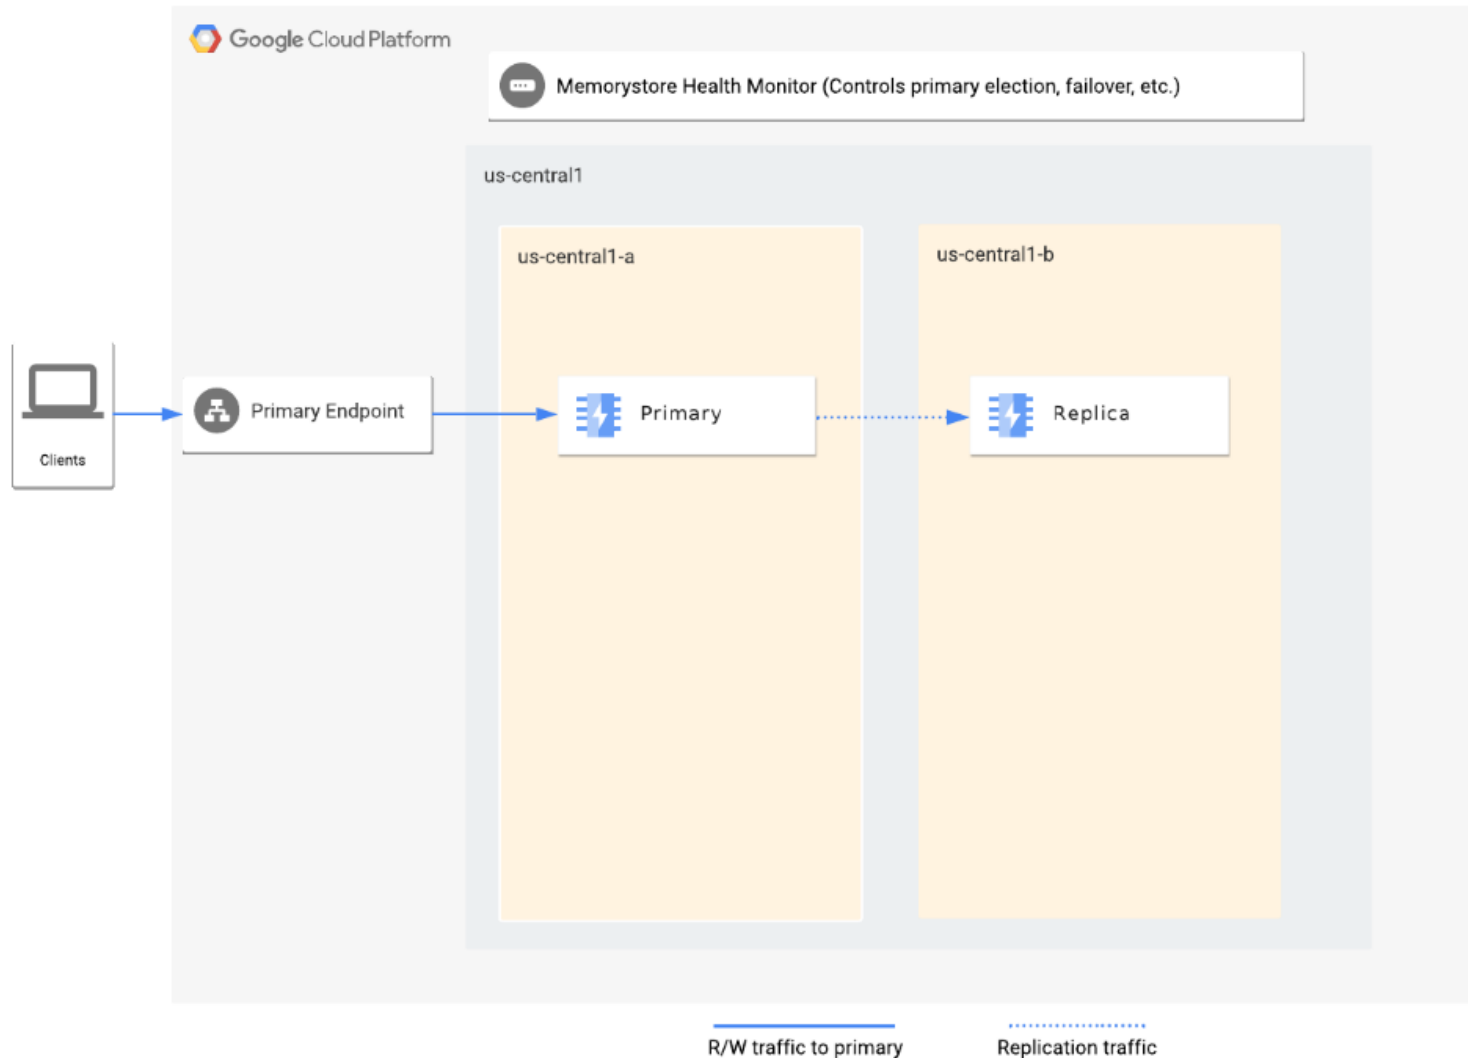 Google Cloud Platform
Memorystore Health Monitor (Controls primary election, failover, etc.)
us-central1
us-central1-a
us-central1-b
Clients
Primary Endpoint
Primary
Replica
R/W traffic to primary
Replication traffic